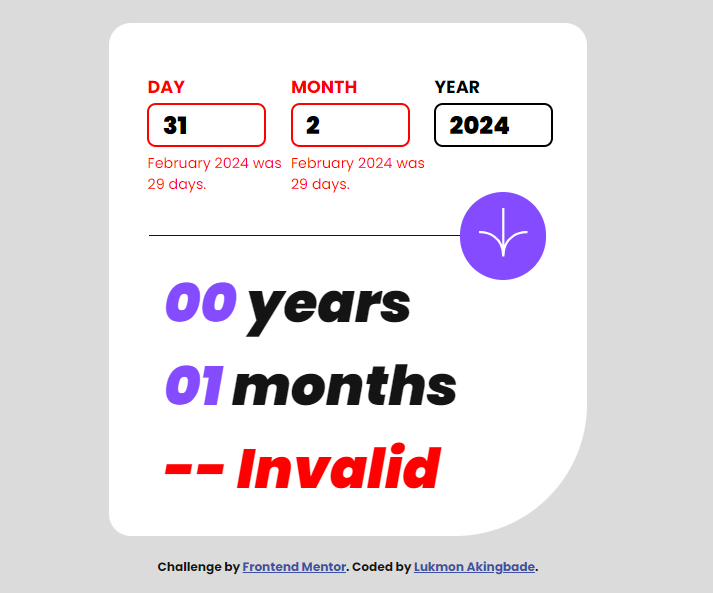 DAY MONTH YEAR
31 2 2024
February 2024 was February 2024 was
29 days. 29 days.
00 years
01 months
-- Invalid
Challenge by Frontend Mentor. Coded by Lukmon Akingbade.